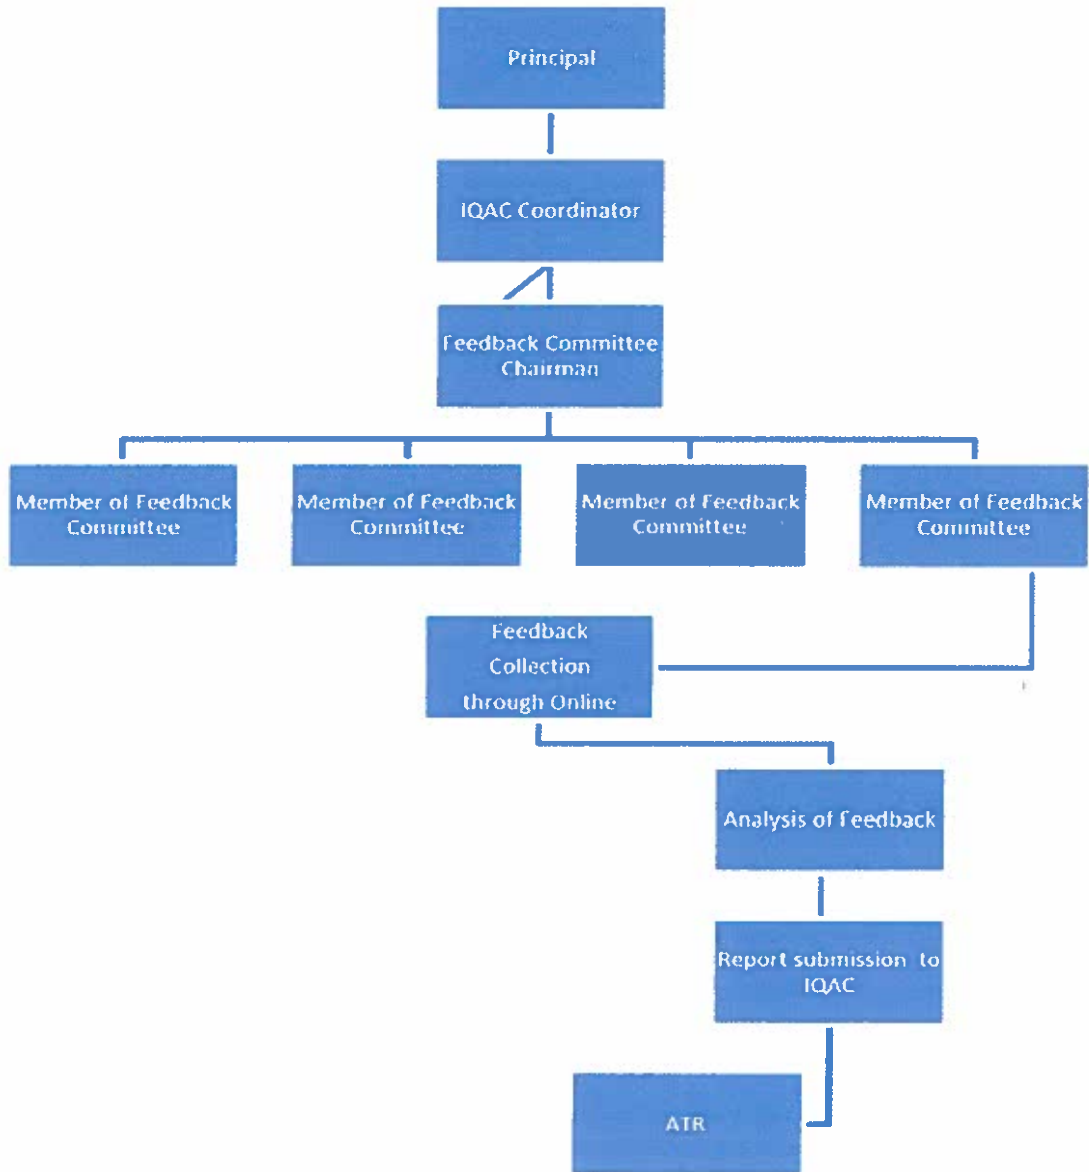 Principal
IQAC Coordinator
Feedback Committee
Chairman
Member of Feedback
Committee
Member of Feedback
Committee
Member of Feedback
Committee
Member of Feedback
Committee
Feedback
Collection
through Online
Analysis of Feedback
Report submission to
IQAC
ATR